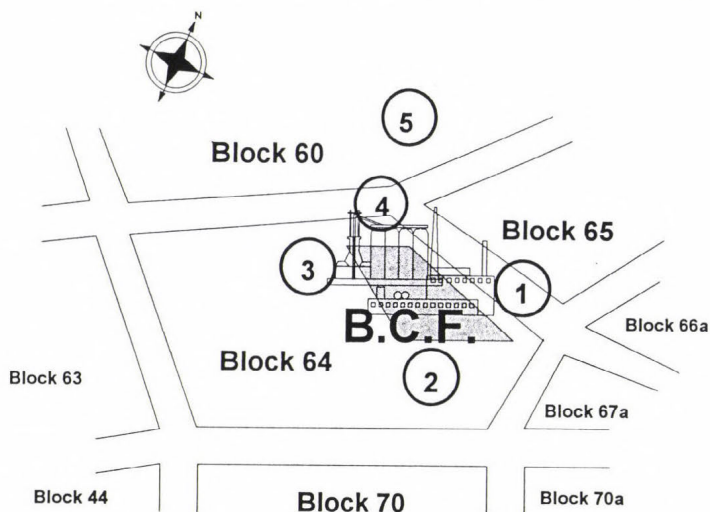 N
5
Block 60
4
Block 65
3
1
B.C.F.
Block 66a
Block 64
Block 63
2
Block 67a
Block 44
Block 70
Block 70a